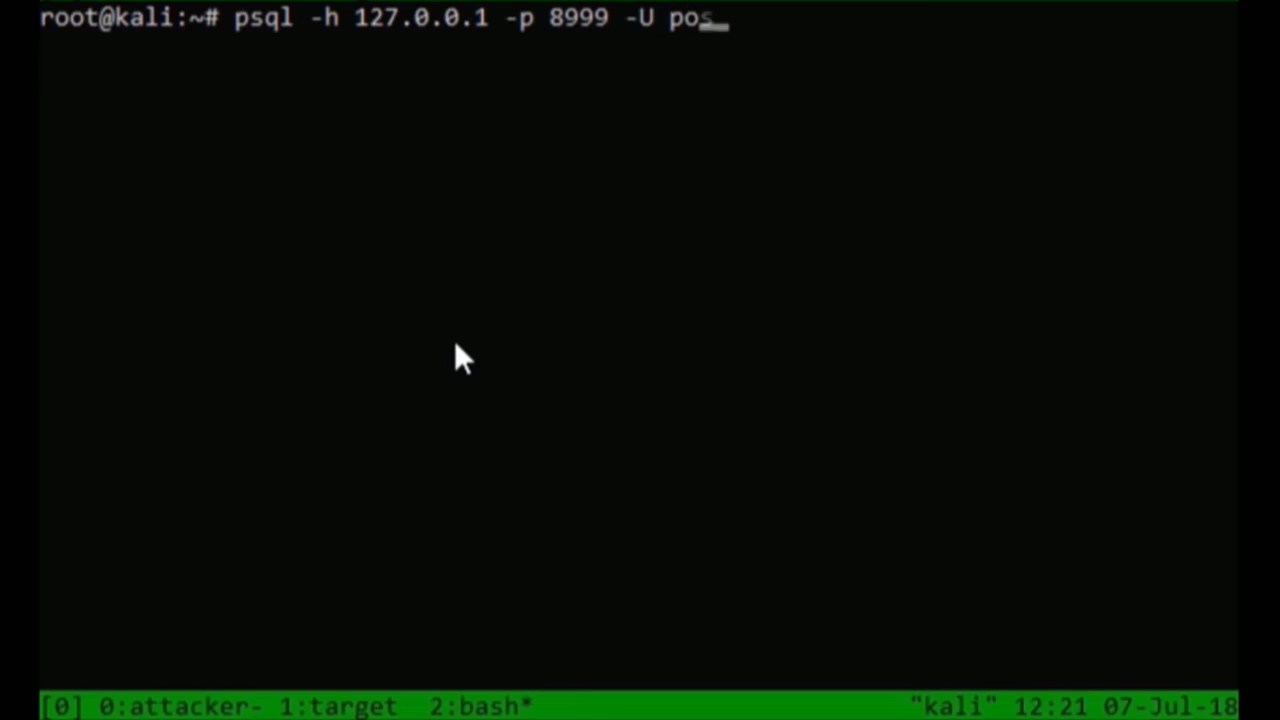 root@kali:~# psql -h 127.0.0.1 -p 8999 -U pos
[0] 0:attacker- 1:target  2:bash* "kali" 12:21 07-Jul-18